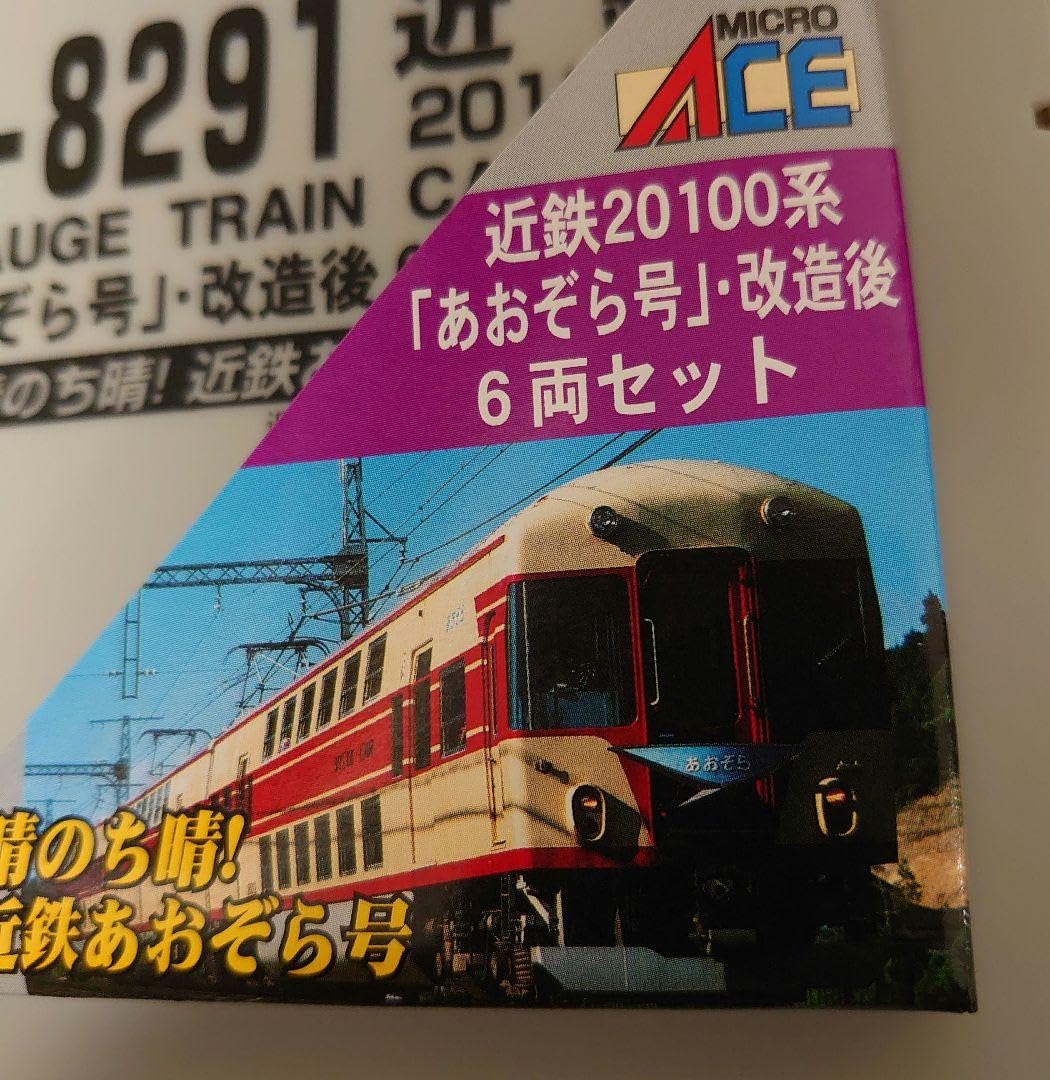 -8291
近
201
AUGE TRAIN CA
ぞら号」・改造後
晴のち晴! 近鉄あ
MICRO
ACE
近鉄20100系
「あおぞら号」・改造後
6両セット
あおぞら
晴のち晴!
近鉄あおぞら号